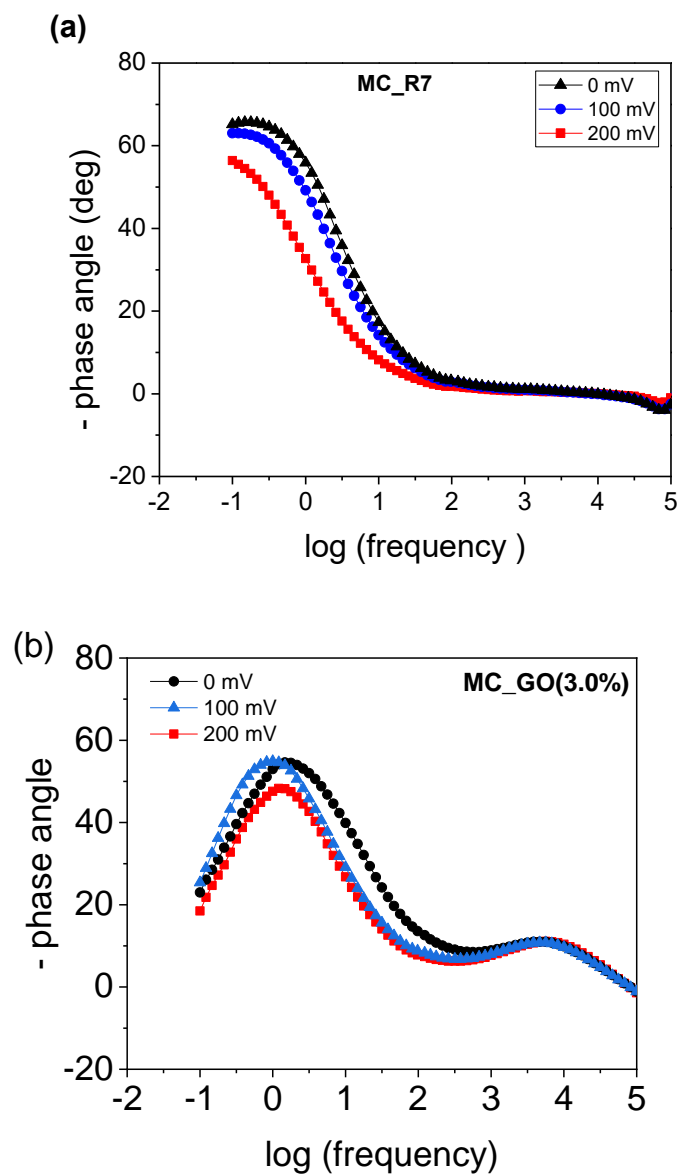 (a)
MC_R7
0 mV
100 mV
200 mV
80
60
40
20
0
-20
-2 -1 0 1 2 3 4 5
- phase angle (deg)
log (frequency )
(b)
MC_GO(3.0%)
0 mV
100 mV
200 mV
80
60
40
20
0
-20
-2 -1 0 1 2 3 4 5
- phase angle
log (frequency)